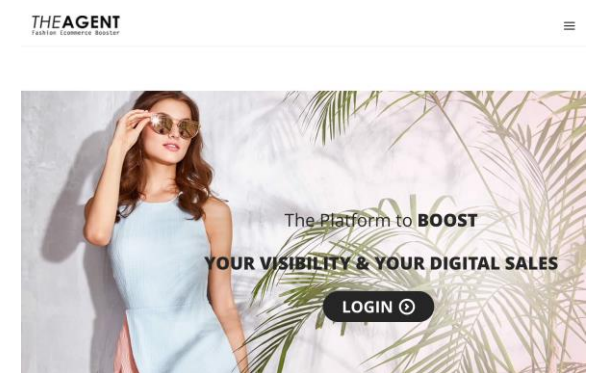 THEAGENT
Fashion Ecommerce Booster
The Platform to BOOST
YOUR VISIBILITY & YOUR DIGITAL SALES
LOGIN